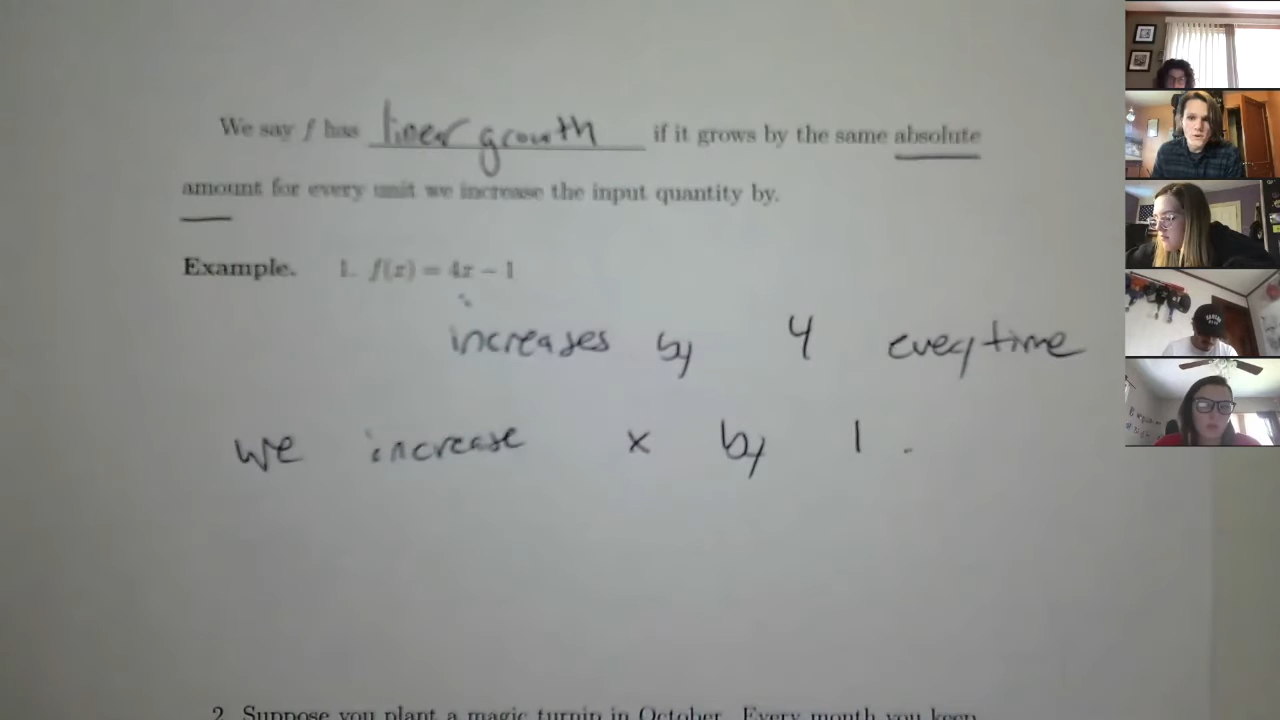 We say f has linear growth if it grows by the same absolute
amount for every unit we increase the input quantity by.
Example. 1. f(x) = 4x − 1
increases by 4 everytime
we increase x by 1.
2. Suppose you plant a magic turnip in October. Every month you keep